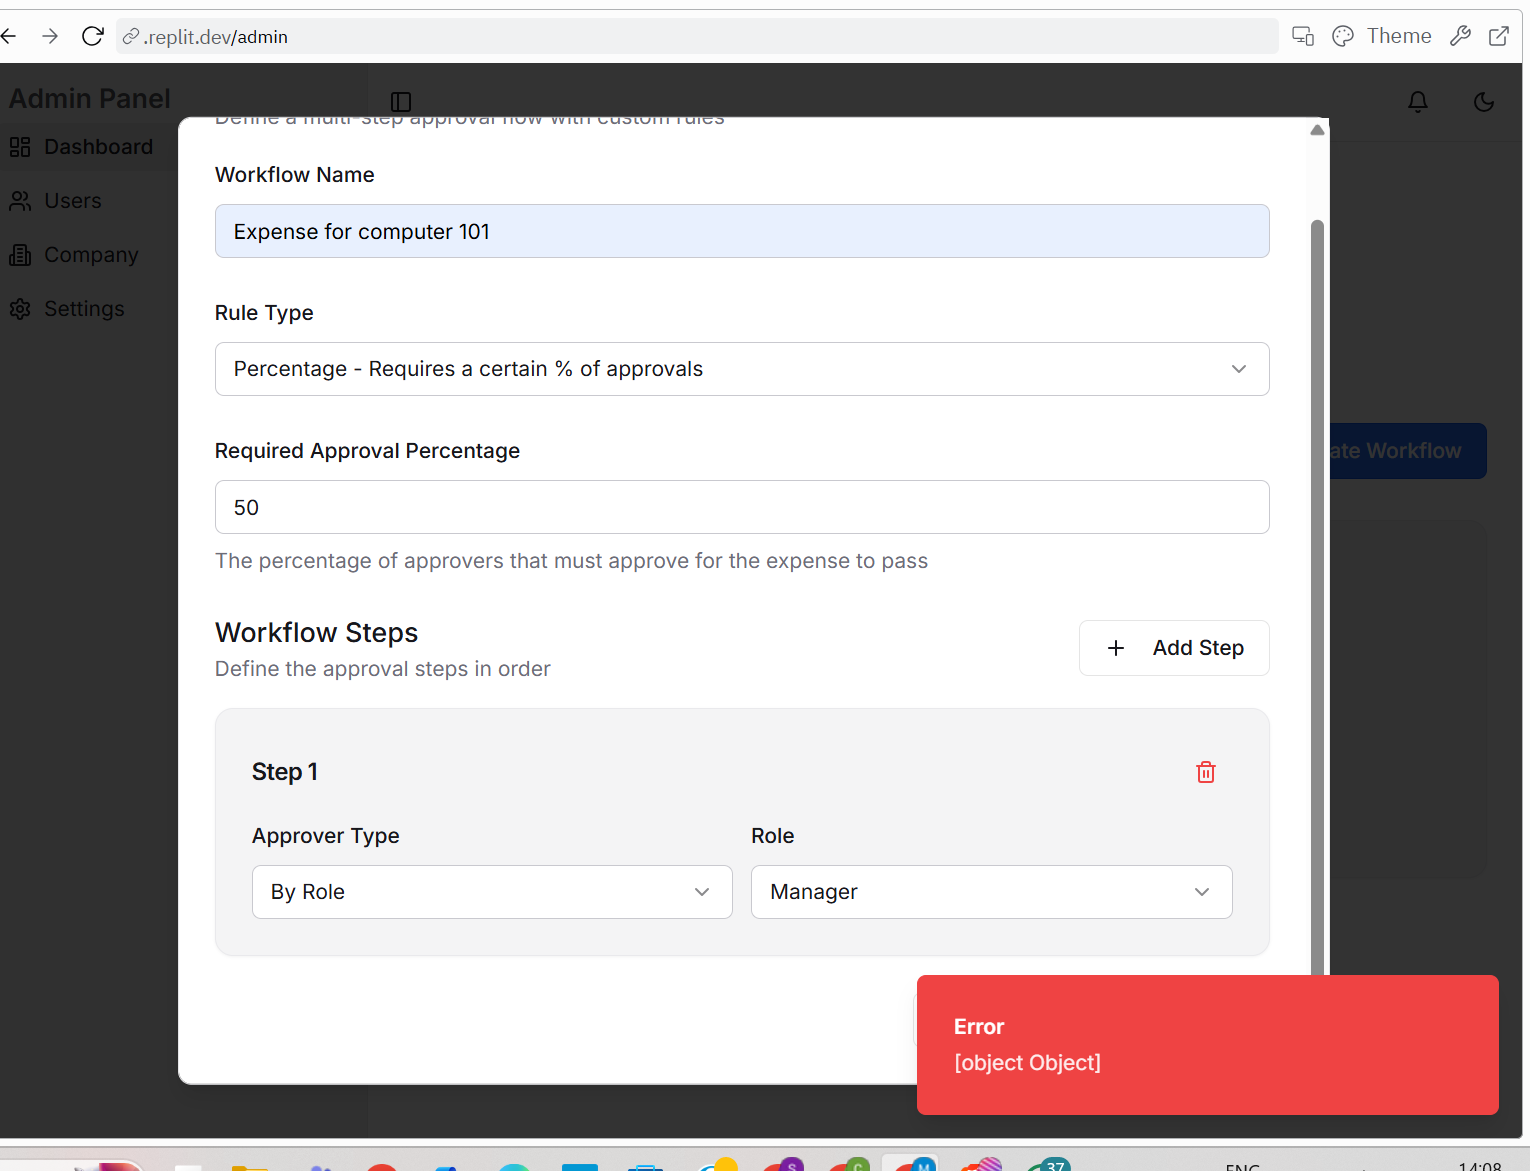 .replit.dev/admin
Theme
Admin Panel
Dashboard
Users
Company
Settings
Define a multi-step approval flow with custom rules
Workflow Name
Expense for computer 101
Rule Type
Percentage - Requires a certain % of approvals
Required Approval Percentage
50
The percentage of approvers that must approve for the expense to pass
ate Workflow
Workflow Steps
Define the approval steps in order
Add Step
Step 1
Approver Type
Role
By Role
Manager
Error
[object Object]
S
C
M
37
ENG
14:08